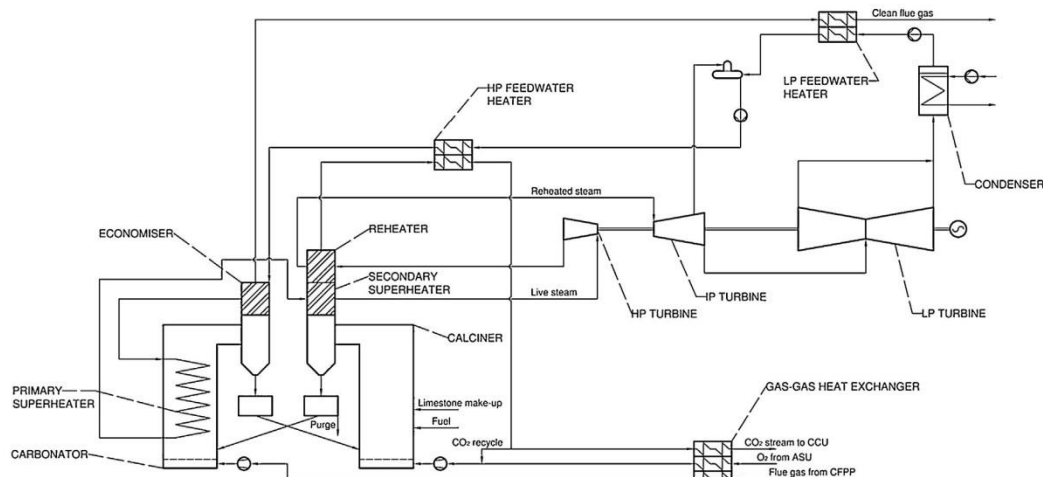 Clean flue gas
LP FEEDWATER
HEATER
HP FEEDWATER
HEATER
CONDENSER
Reheated steam
ECONOMISER
REHEATER
SECONDARY
SUPERHEATER
Live steam
IP TURBINE
HP TURBINE
LP TURBINE
CALCINER
PRIMARY
SUPERHEATER
GAS-GAS HEAT EXCHANGER
Limestone make-up
Purge
Fuel
CO₂ recycle
CO₂ stream to CCU
CARBONATOR
O₂ from ASU
Flue gas from CFPP